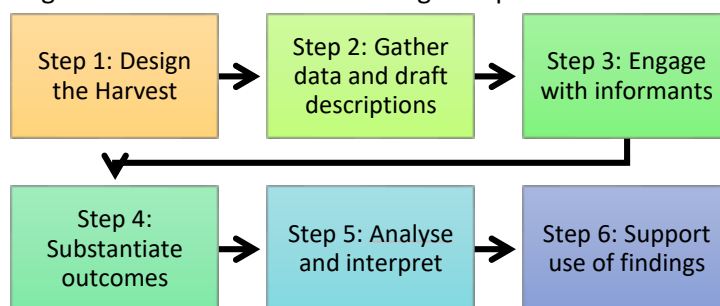 Step 1: Design
the Harvest
Step 2: Gather
data and draft
descriptions
Step 3: Engage
with informants
Step 4:
Substantiate
outcomes
Step 5: Analyse
and interpret
Step 6: Support
use of findings